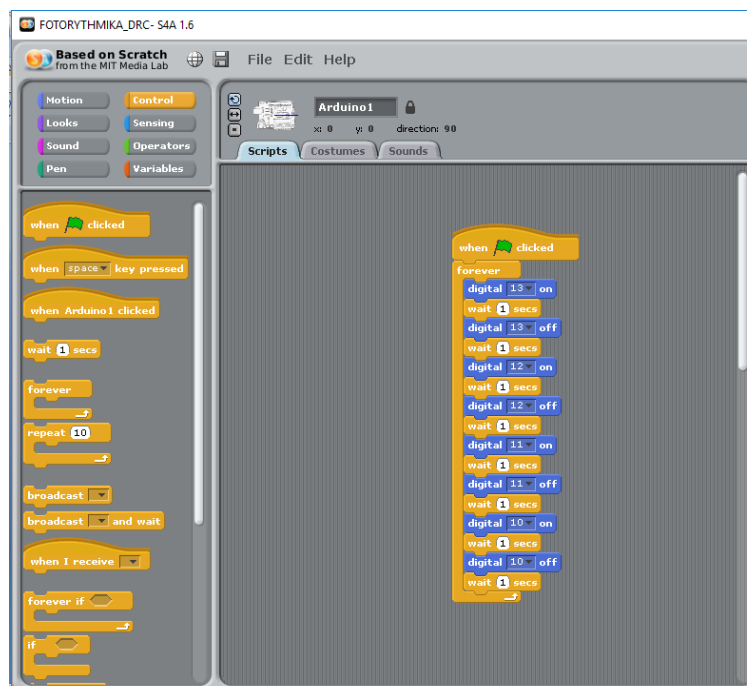 FOTORYTHMIKA_DRC- S4A 1.6
Based on Scratch
from the MIT Media Lab
File Edit Help
Motion Control
Looks Sensing
Sound Operators
Pen Variables
Arduino1
x: 0 y: 0 direction: 90
Scripts Costumes Sounds
when clicked
when space key pressed
when Arduino1 clicked
wait 1 secs
forever
repeat 10
broadcast
broadcast and wait
when I receive
forever if
if
when clicked
forever
digital 13 on
wait 1 secs
digital 13 off
wait 1 secs
digital 12 on
wait 1 secs
digital 12 off
wait 1 secs
digital 11 on
wait 1 secs
digital 11 off
wait 1 secs
digital 10 on
wait 1 secs
digital 10 off
wait 1 secs